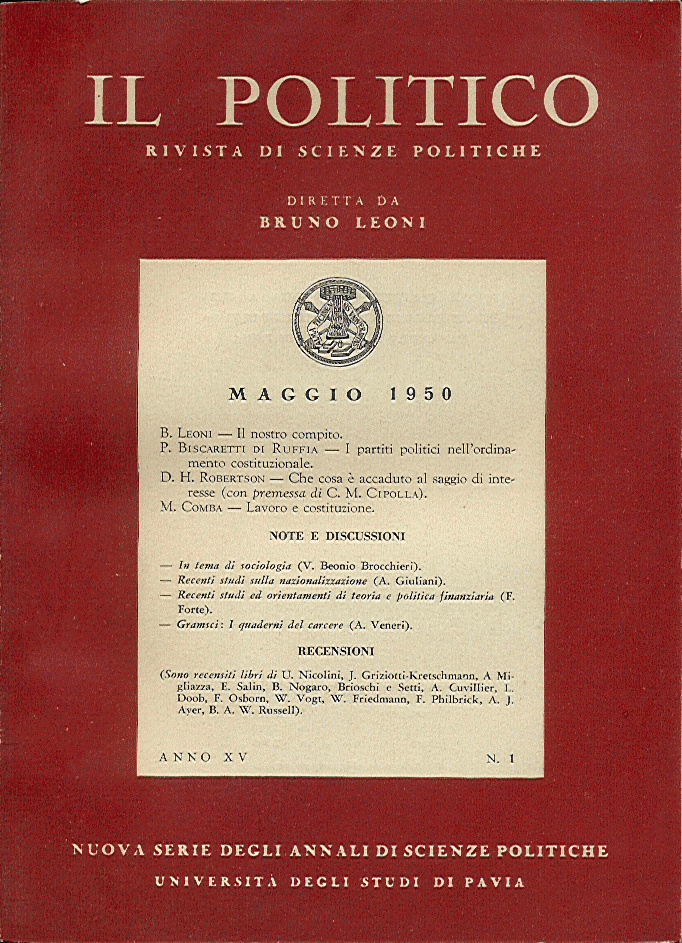 IL POLITICO
RIVISTA DI SCIENZE POLITICHE
DIRETTA DA
BRUNO LEONI
MAGGIO 1950
B. LEONI — Il nostro compito.
P. BISCARETTI DI RUFFIA — I partiti politici nell'ordina-
mento costituzionale.
D. H. ROBERTSON — Che cosa è accaduto al saggio di inte-
resse (con premessa di C. M. CIPOLLA).
M. COMBA — Lavoro e costituzione.
NOTE E DISCUSSIONI
— In tema di sociologia (V. Beonio Brocchieri).
— Recenti studi sulla nazionalizzazione (A. Giuliani).
— Recenti studi ed orientamenti di teoria e politica finanziaria (F.
Forte).
— Gramsci: I quaderni del carcere (A. Veneri).
RECENSIONI
(Sono recensiti libri di U. Nicolini, J. Griziotti-Kretschmann, A Mi-
gliazza, E. Salin, B. Nogaro, Brioschi e Setti, A. Cuvillier, L.
Doob, F. Osborn, W. Vogt, W. Friedmann, F. Philbrick, A. J.
Ayer, B. A. W. Russell).
ANNO XV N. 1
NUOVA SERIE DEGLI ANNALI DI SCIENZE POLITICHE
UNIVERSITÀ DEGLI STUDI DI PAVIA